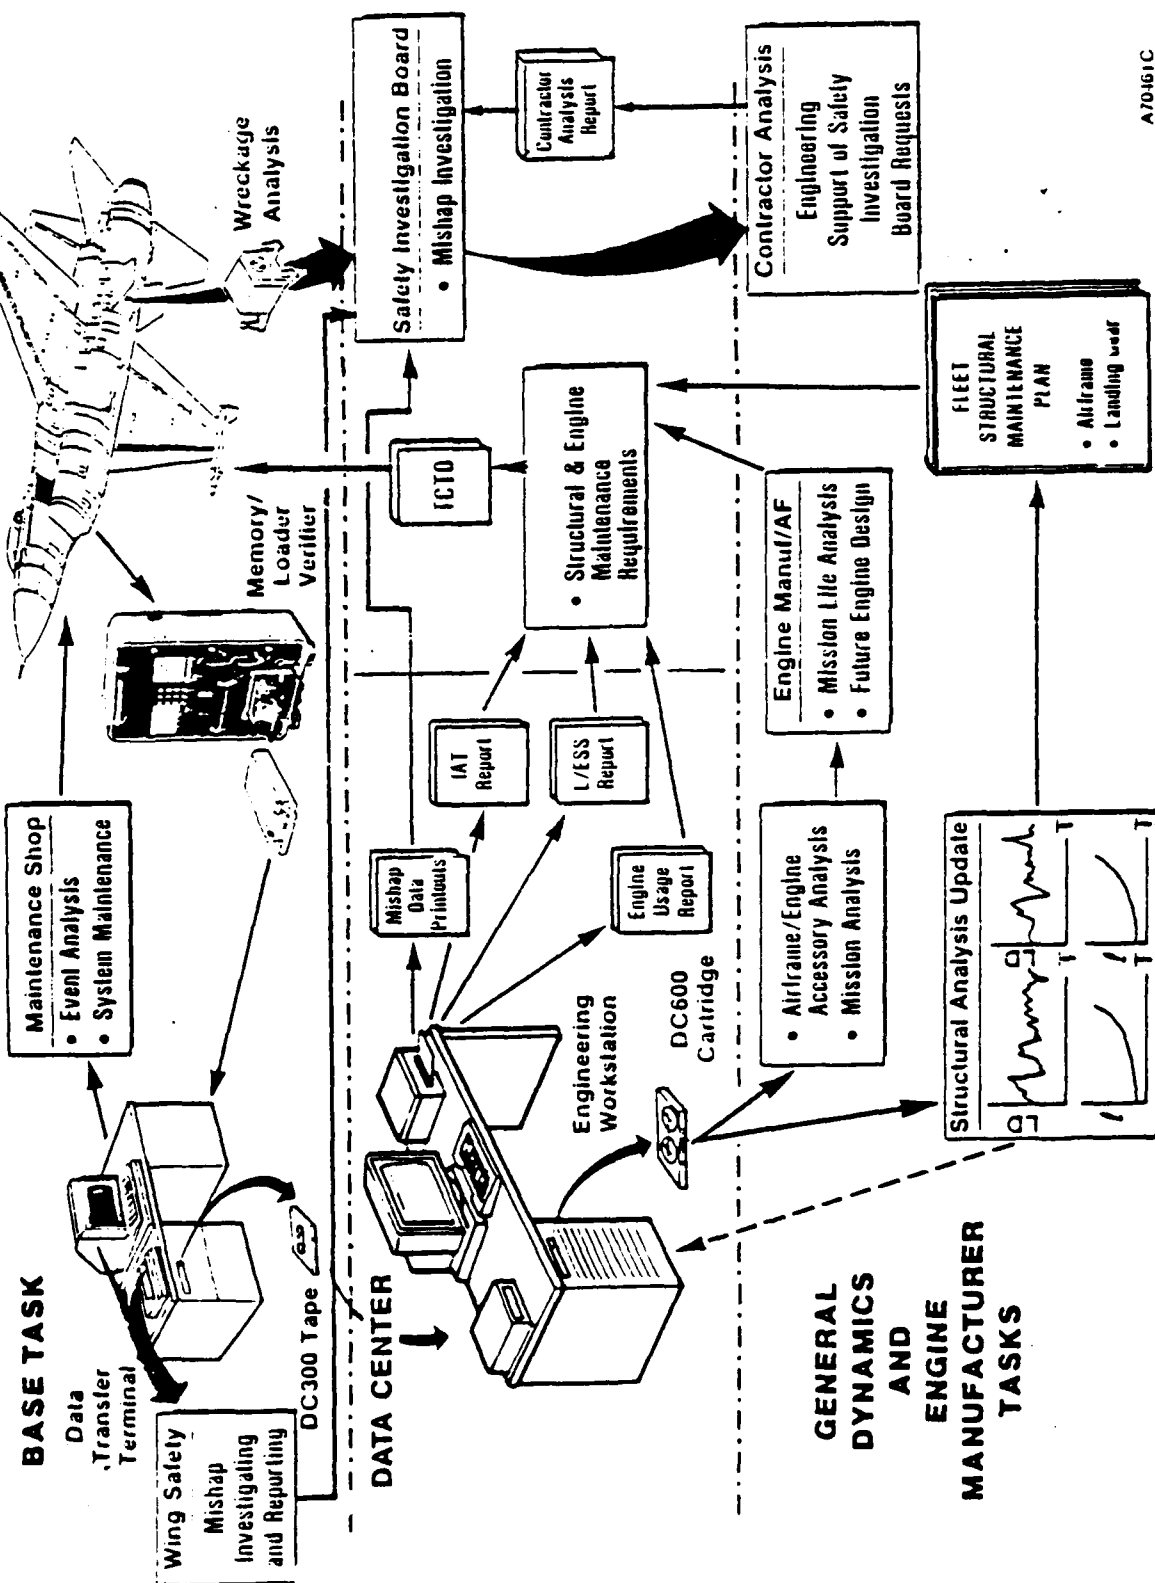 BASE TASK
Data
Transfer
Terminal
Wing Safety
Mishap
Investigating
and Reporting
DC300 Tape
Maintenance Shop
• Event Analysis
• System Maintenance
Memory/
Loader
Verifier
Wreckage
Analysis
DATA CENTER
Engineering
Workstation
DC600
Cartridge
Mishap
Data
Printouts
IAT
Report
L/ESS
Report
Engine
Usage
Report
TCTO
• Structural & Engine
Maintenance
Requirements
Safety Investigation Board
• Mishap Investigation
Contractor
Analysis
Report
GENERAL
DYNAMICS
AND
ENGINE
MANUFACTURER
TASKS
• Airframe/Engine
Accessory Analysis
• Mission Analysis
Engine Manuf/AF
• Mission Life Analysis
• Future Engine Design
Structural Analysis Update
T
T
ℓ
T
ℓ
T
FLEET
STRUCTURAL
MAINTENANCE
PLAN
• Airframe
• Landing Gear
Contractor Analysis
Engineering
Support of Safety
Investigation
Board Requests
A70461C